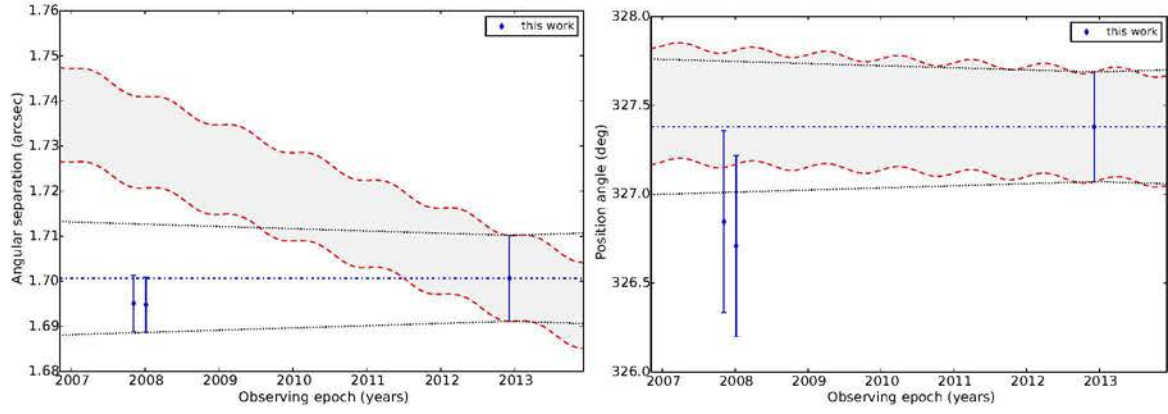 1.76
1.75
1.74
1.73
1.72
1.71
1.70
1.69
1.68
2007 2008 2009 2010 2011 2012 2013
Observing epoch (years)
Angular separation (arcsec)
this work
328.0
327.5
327.0
326.5
326.0
2007 2008 2009 2010 2011 2012 2013
Observing epoch (years)
Position angle (deg)
this work